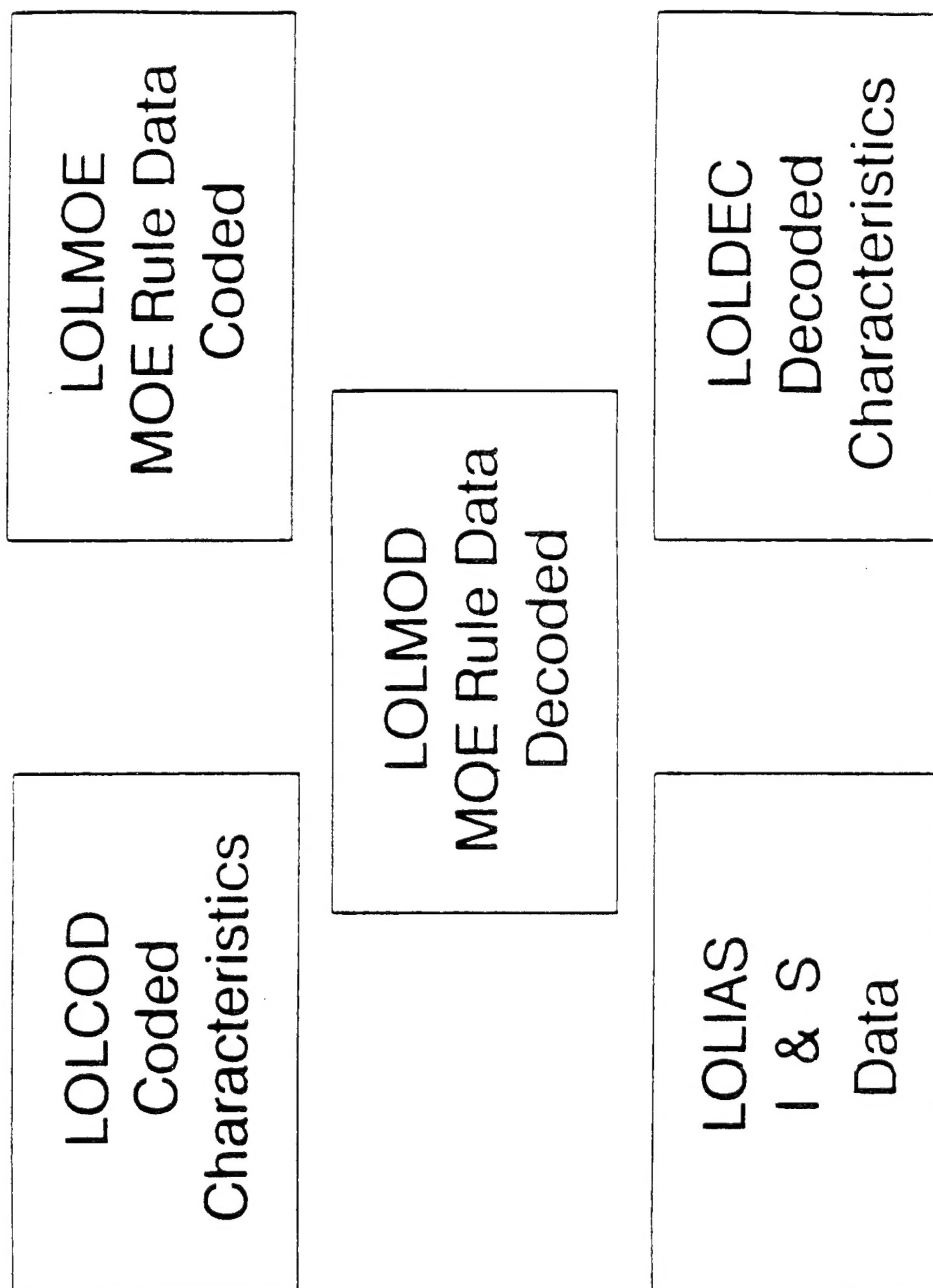 LOLCOD
Coded
Characteristics
LOLMOE
MOE Rule Data
Coded
LOLMOD
MOE Rule Data
Decoded
LOLIAS
I & S
Data
LOLDEC
Decoded
Characteristics